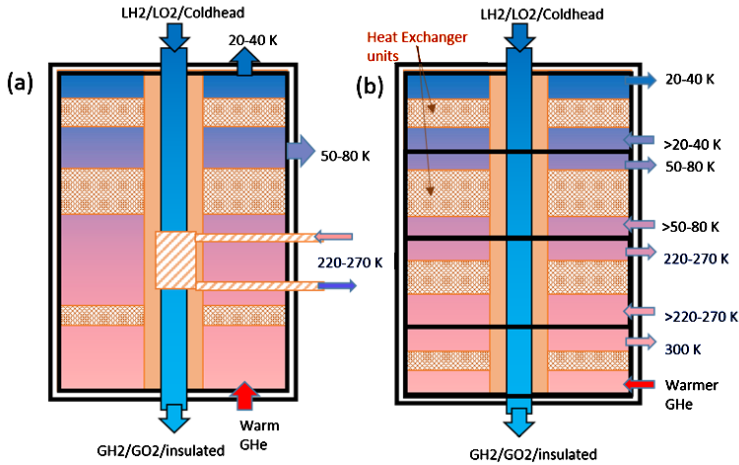 LH2/LO2/Coldhead
20-40 K
(a)
50-80 K
220-270 K
Warm
GHe
GH2/GO2/insulated
LH2/LO2/Coldhead
Heat Exchanger
units
(b)
20-40 K
>20-40 K
50-80 K
>50-80 K
220-270 K
>220-270 K
300 K
Warmer
GHe
GH2/GO2/insulated